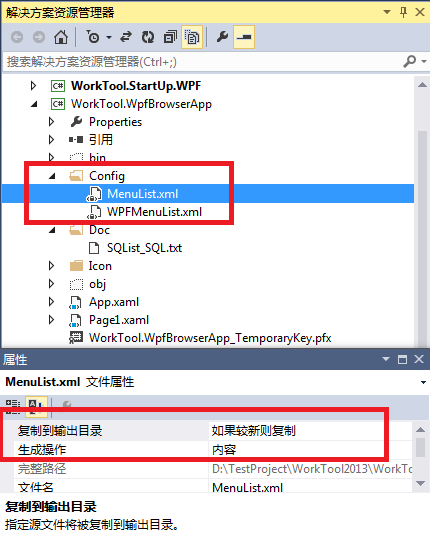 解决方案资源管理器
搜索解决方案资源管理器(Ctrl+;)
C# WorkTool.StartUp.WPF
C# WorkTool.WpfBrowserApp
Properties
引用
bin
Config
MenuList.xml
WPFMenuList.xml
Doc
SQList_SQL.txt
Icon
obj
App.xaml
Page1.xaml
WorkTool.WpfBrowserApp_TemporaryKey.pfx
属性
MenuList.xml 文件属性
复制到输出目录 如果较新则复制
生成操作 内容
完整路径 D:\TestProject\WorkTool2013\WorkTo
文件名 MenuList.xml
复制到输出目录
指定源文件将被复制到输出目录。